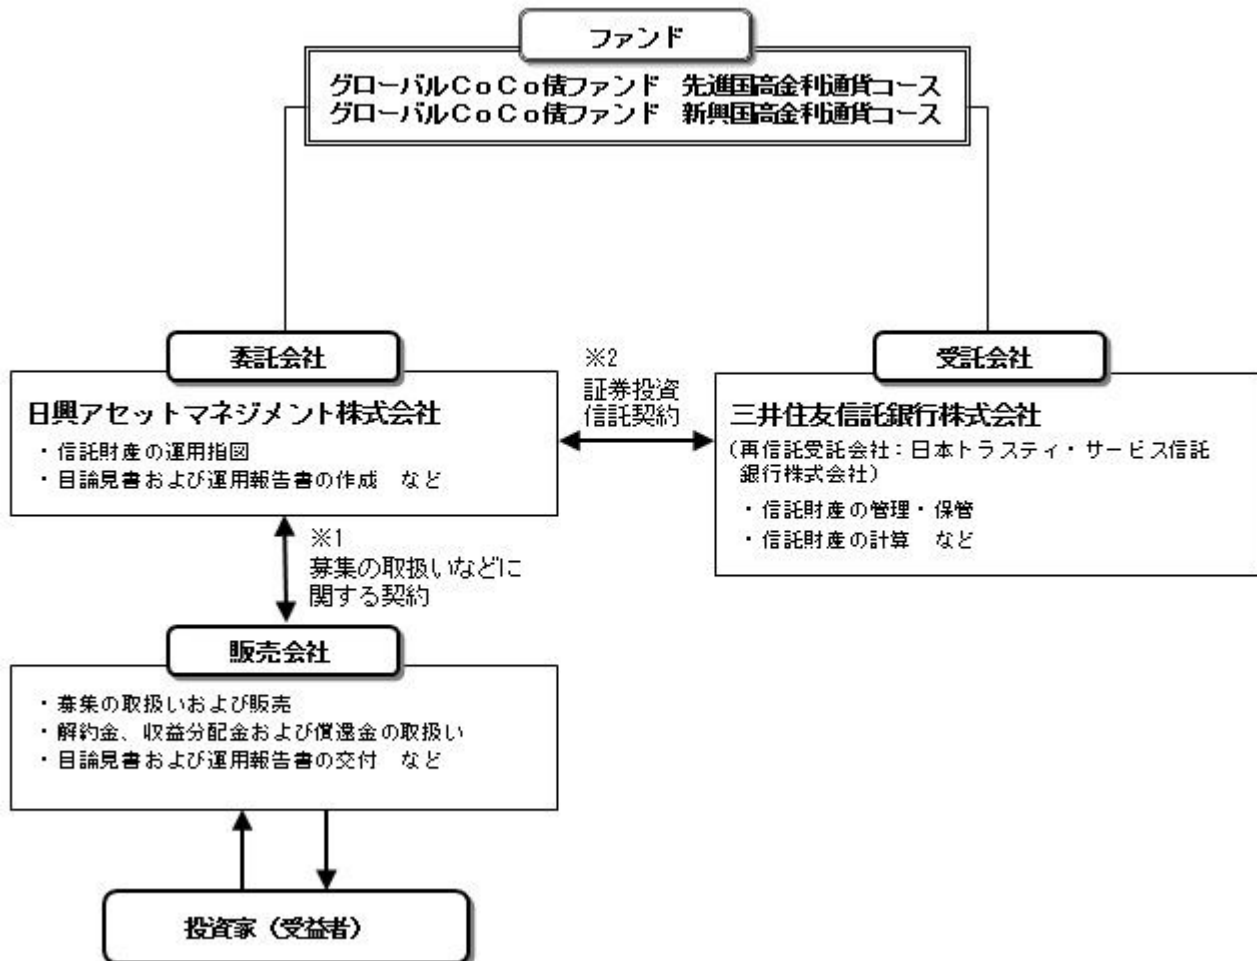 ファンド
グローバルCoCo債ファンド 先進国高金利通貨コース
グローバルCoCo債ファンド 新興国高金利通貨コース
委託会社
日興アセットマネジメント株式会社
・信託財産の運用指図
・目論見書および運用報告書の作成 など
※2
証券投資
信託契約
受託会社
三井住友信託銀行株式会社
(再信託受託会社:日本トラスティ・サービス信託
銀行株式会社)
・信託財産の管理・保管
・信託財産の計算 など
※1
募集の取扱いなどに
関する契約
販売会社
・募集の取扱いおよび販売
・解約金、収益分配金および償還金の取扱い
・目論見書および運用報告書の交付 など
投資家(受益者)